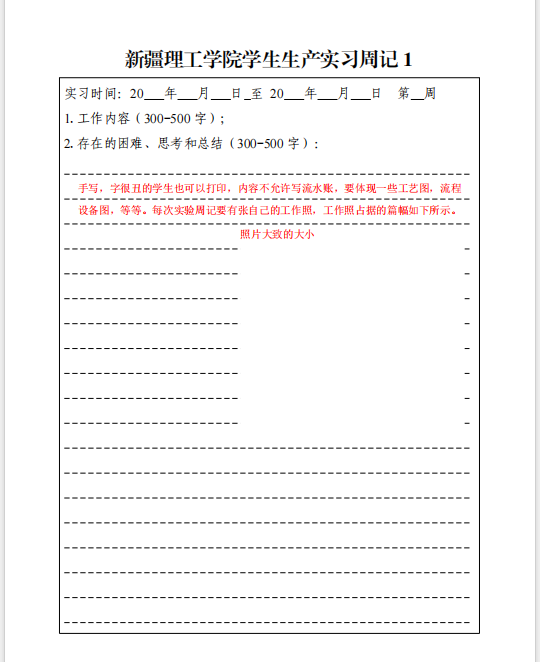 新疆理工学院学生生产实习周记 1
实习时间：20___年___月___日_至 20___年___月___日 第__周
1. 工作内容（300-500 字）；
2. 存在的困难、思考和总结（300-500 字）：
手写，字很丑的学生也可以打印，内容不允许写流水账，要体现一些工艺图，流程
设备图，等等。每次实验周记要有张自己的工作照，工作照占据的篇幅如下所示。
照片大致的大小